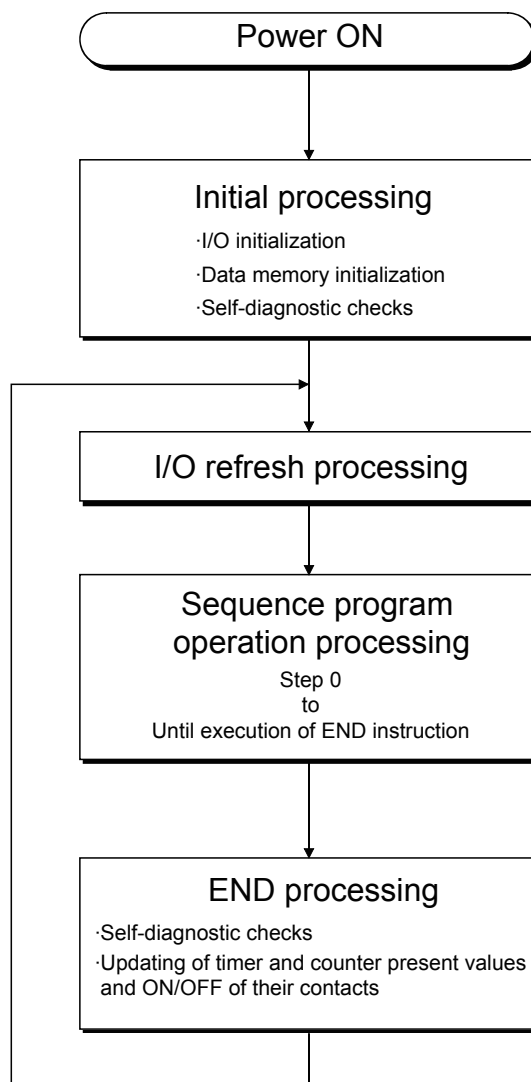 Power ON
Initial processing
·I/O initialization
·Data memory initialization
·Self-diagnostic checks
I/O refresh processing
Sequence program
operation processing
Step 0
to
Until execution of END instruction
END processing
·Self-diagnostic checks
·Updating of timer and counter present values
and ON/OFF of their contacts